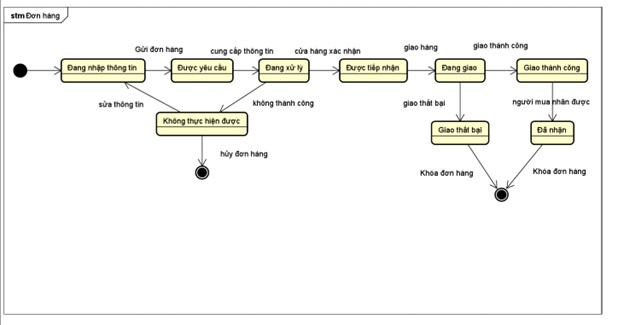 stm Đơn hàng
Gửi đơn hàng
cung cấp thông tin
cửa hàng xác nhận
giao hàng
giao thành công
Đang nhập thông tin
Được yêu cầu
Đang xử lý
Được tiếp nhận
Đang giao
Giao thành công
sửa thông tin
không thành công
giao thất bại
người mua nhân được
Không thực hiện được
Giao thất bại
Đã nhận
hủy đơn hàng
Khóa đơn hàng
Khóa đơn hàng